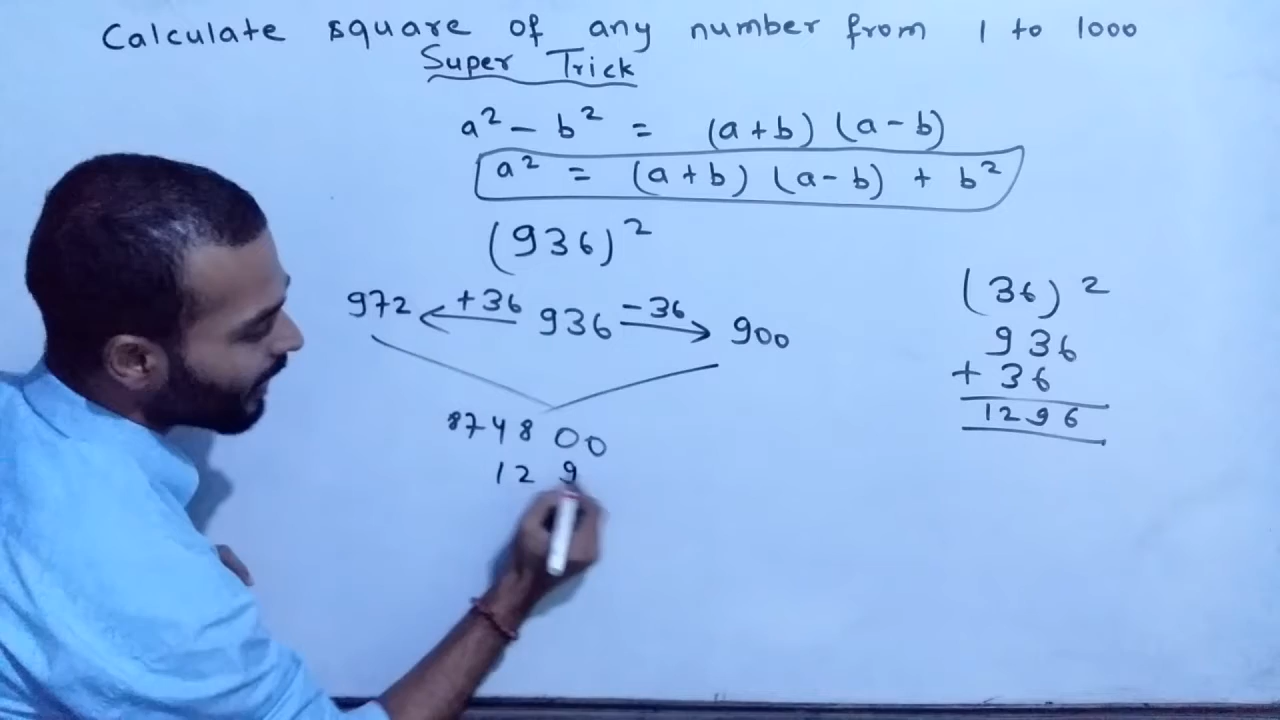 Calculate square of any number from 1 to 1000
Super Trick
a² - b² = (a+b) (a-b)
a² = (a+b) (a-b) + b²
(936)²
972 ← +36 936 -36 → 900
874800
129
(36)²
936
+ 36
1296